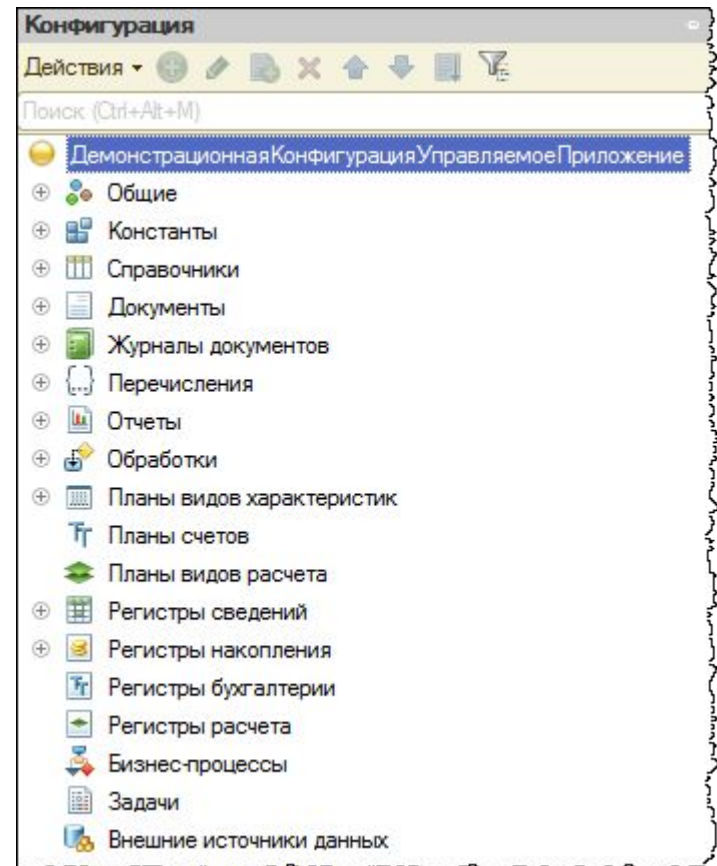 Конфигурация
Действия
Поиск (Ctrl+Alt+M)
ДемонстрационнаяКонфигурацияУправляемоеПриложение
Общие
Константы
Справочники
Документы
Журналы документов
Перечисления
Отчеты
Обработки
Планы видов характеристик
Планы счетов
Планы видов расчета
Регистры сведений
Регистры накопления
Регистры бухгалтерии
Регистры расчета
Бизнес-процессы
Задачи
Внешние источники данных